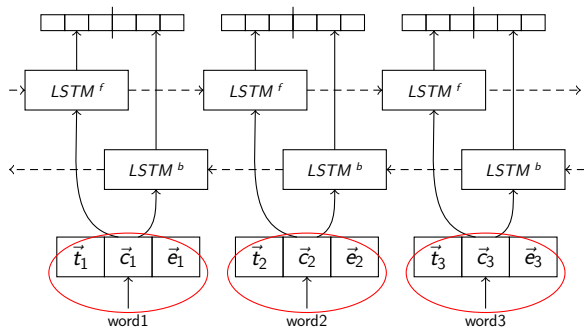 LSTM^f LSTM^f LSTM^f
LSTM^b LSTM^b LSTM^b
t⃗₁ c⃗₁ e⃗₁ t⃗₂ c⃗₂ e⃗₂ t⃗₃ c⃗₃ e⃗₃
word1 word2 word3